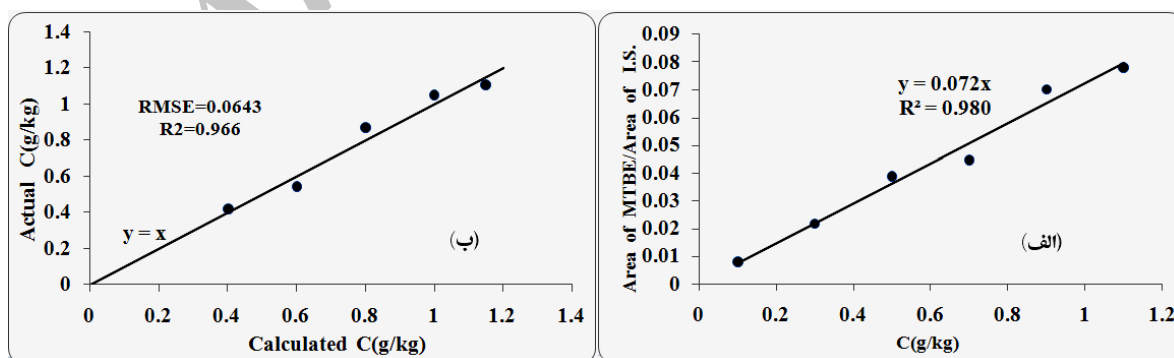 Actual C(g/kg)
1.4
1.2
1
0.8
0.6
0.4
0.2
0
RMSE=0.0643
R2=0.966
y = x
(ب)
0 0.2 0.4 0.6 0.8 1 1.2 1.4
Calculated C(g/kg)
Area of MTBE/Area of I.S.
0.09
0.08
0.07
0.06
0.05
0.04
0.03
0.02
0.01
0.00
y = 0.072x
R² = 0.980
(الف)
0 0.2 0.4 0.6 0.8 1 1.2
C(g/kg)